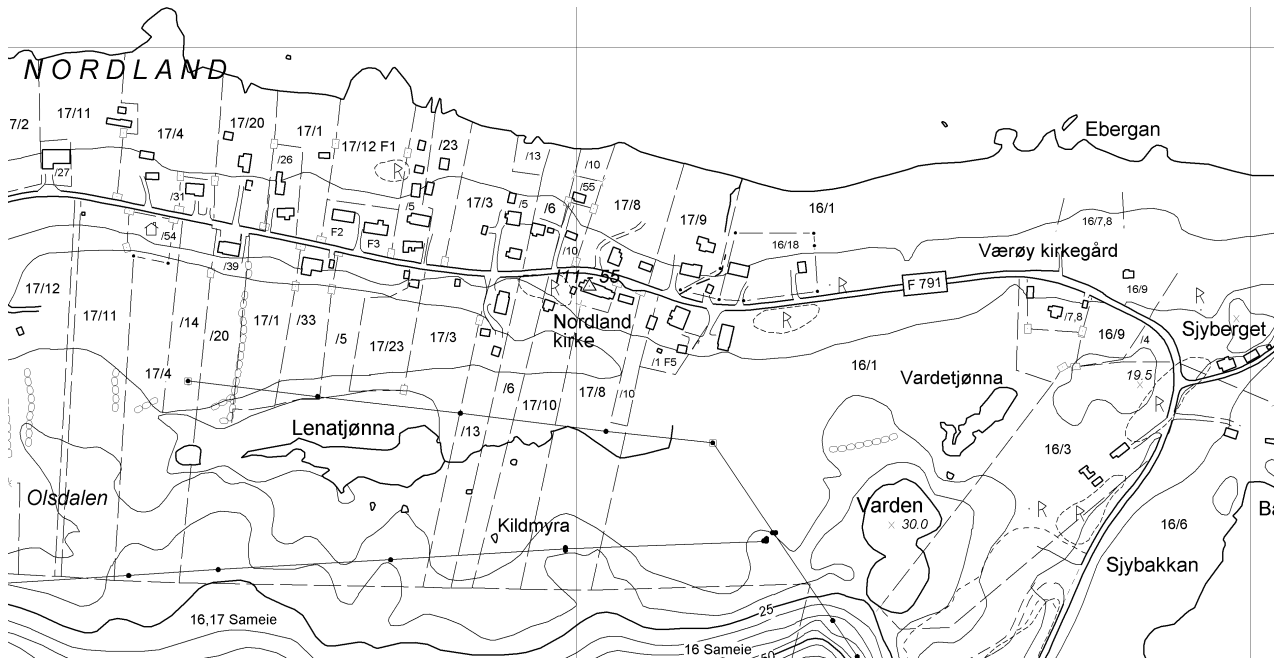 NORDLAND
17/11
7/2
17/4
17/20
17/1
17/12 F1
/23
/13
/10
Ebergan
/26
R
/27
/31
/55
17/8
17/3
/5
/6
/5
17/9
16/1
16/7,8
F2
F3
/54
/39
/10
16/18
Værøy kirkegård
111 55
F 791
R
16/9
R
17/12
17/11
/14
/20
17/1
/33
/5
17/23
17/3
Nordland
kirke
R
/7,8
16/9
/4
Sjyberget
/1 F5
16/1
Vardetjønna
19.5
17/4
/6
17/10
17/8
/10
R
Lenatjønna
/13
16/3
Olsdalen
Kildmyra
Varden
30.0
R
R
16/6
Ba
Sjybakkan
16,17 Sameie
25
16 Sameie
50